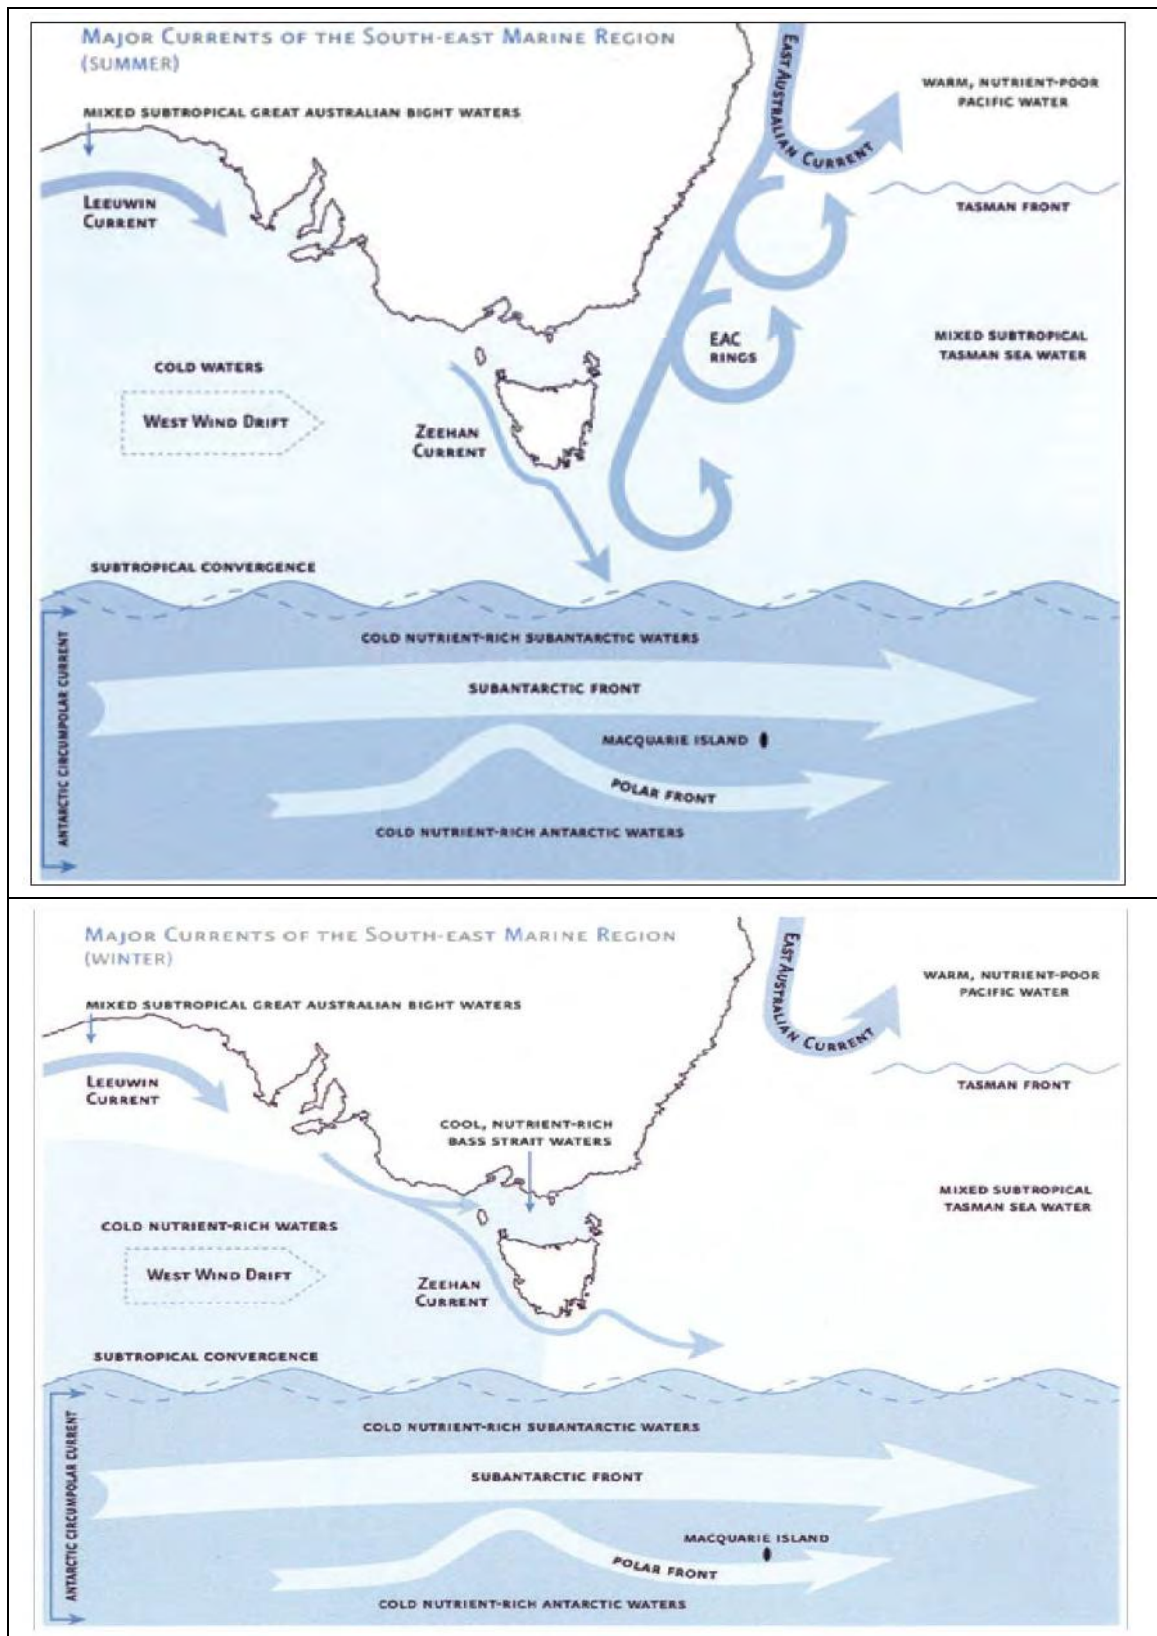 MAJOR CURRENTS OF THE SOUTH-EAST MARINE REGION
(SUMMER)
MIXED SUBTROPICAL GREAT AUSTRALIAN BIGHT WATERS
LEEUWIN
CURRENT
EAST AUSTRALIAN CURRENT
WARM, NUTRIENT-POOR
PACIFIC WATER
TASMAN FRONT
EAC
RINGS
MIXED SUBTROPICAL
TASMAN SEA WATER
COLD WATERS
WEST WIND DRIFT
ZEEHAN
CURRENT
SUBTROPICAL CONVERGENCE
ANTARCTIC CIRCUMPOLAR CURRENT
COLD NUTRIENT-RICH SUBANTARCTIC WATERS
SUBANTARCTIC FRONT
MACQUARIE ISLAND
POLAR FRONT
COLD NUTRIENT-RICH ANTARCTIC WATERS
MAJOR CURRENTS OF THE SOUTH-EAST MARINE REGION
(WINTER)
MIXED SUBTROPICAL GREAT AUSTRALIAN BIGHT WATERS
LEEUWIN
CURRENT
EAST AUSTRALIAN CURRENT
WARM, NUTRIENT-POOR
PACIFIC WATER
TASMAN FRONT
COOL, NUTRIENT-RICH
BASS STRAIT WATERS
MIXED SUBTROPICAL
TASMAN SEA WATER
COLD NUTRIENT-RICH WATERS
WEST WIND DRIFT
ZEEHAN
CURRENT
SUBTROPICAL CONVERGENCE
ANTARCTIC CIRCUMPOLAR CURRENT
COLD NUTRIENT-RICH SUBANTARCTIC WATERS
SUBANTARCTIC FRONT
MACQUARIE ISLAND
POLAR FRONT
COLD NUTRIENT-RICH ANTARCTIC WATERS